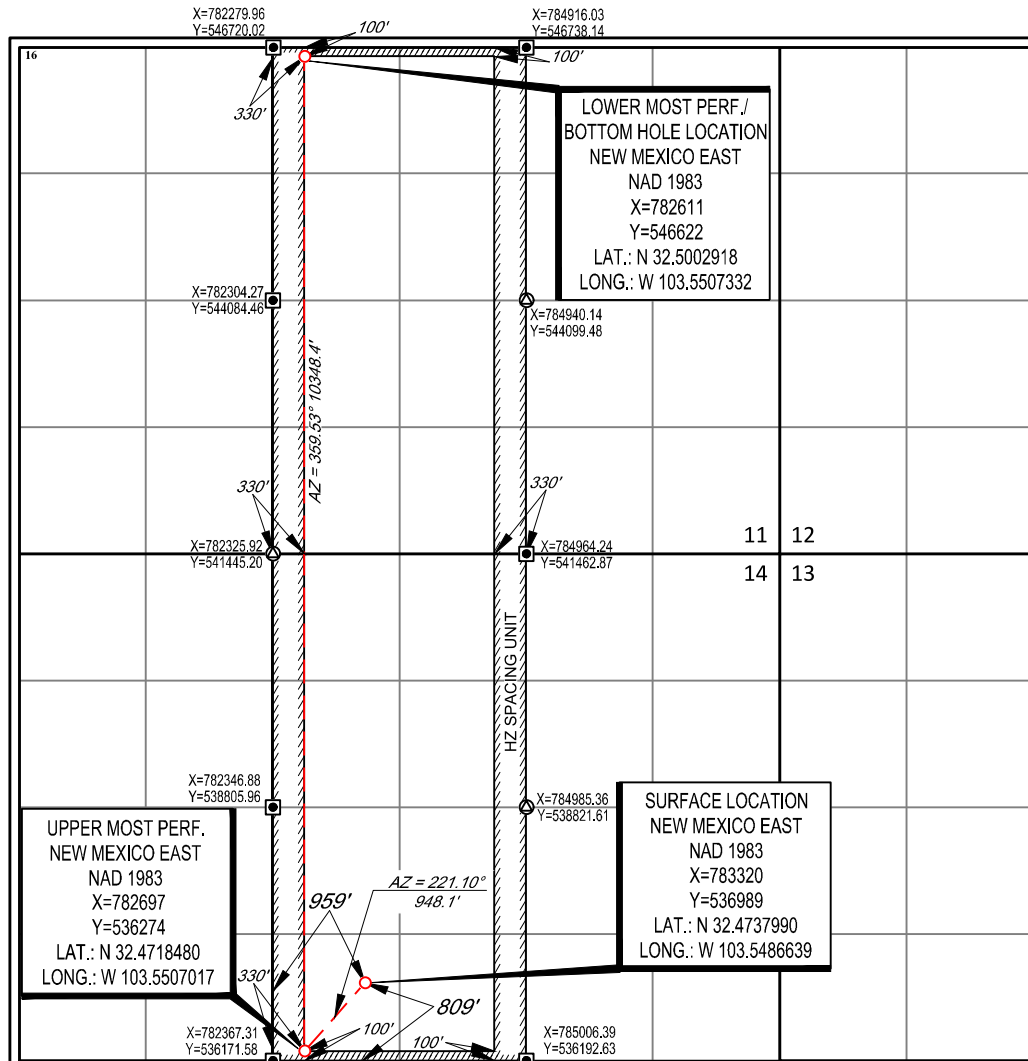 X=782279.96
Y=546720.02
100'
X=784916.03
Y=546738.14
16
100'
330'
LOWER MOST PERF./
BOTTOM HOLE LOCATION
NEW MEXICO EAST
NAD 1983
X=782611
Y=546622
LAT.: N 32.5002918
LONG.: W 103.5507332
X=782304.27
Y=544084.46
X=784940.14
Y=544099.48
AZ = 359.53° 10348.4'
330'
330'
X=782325.92
Y=541445.20
X=784964.24
Y=541462.87
11 12
14 13
HZ SPACING UNIT
X=782346.88
Y=538805.96
X=784985.36
Y=538821.61
UPPER MOST PERF.
NEW MEXICO EAST
NAD 1983
X=782697
Y=536274
LAT.: N 32.4718480
LONG.: W 103.5507017
SURFACE LOCATION
NEW MEXICO EAST
NAD 1983
X=783320
Y=536989
LAT.: N 32.4737990
LONG.: W 103.5486639
AZ = 221.10°
948.1'
959'
330'
809'
100'
100'
X=782367.31
Y=536171.58
X=785006.39
Y=536192.63